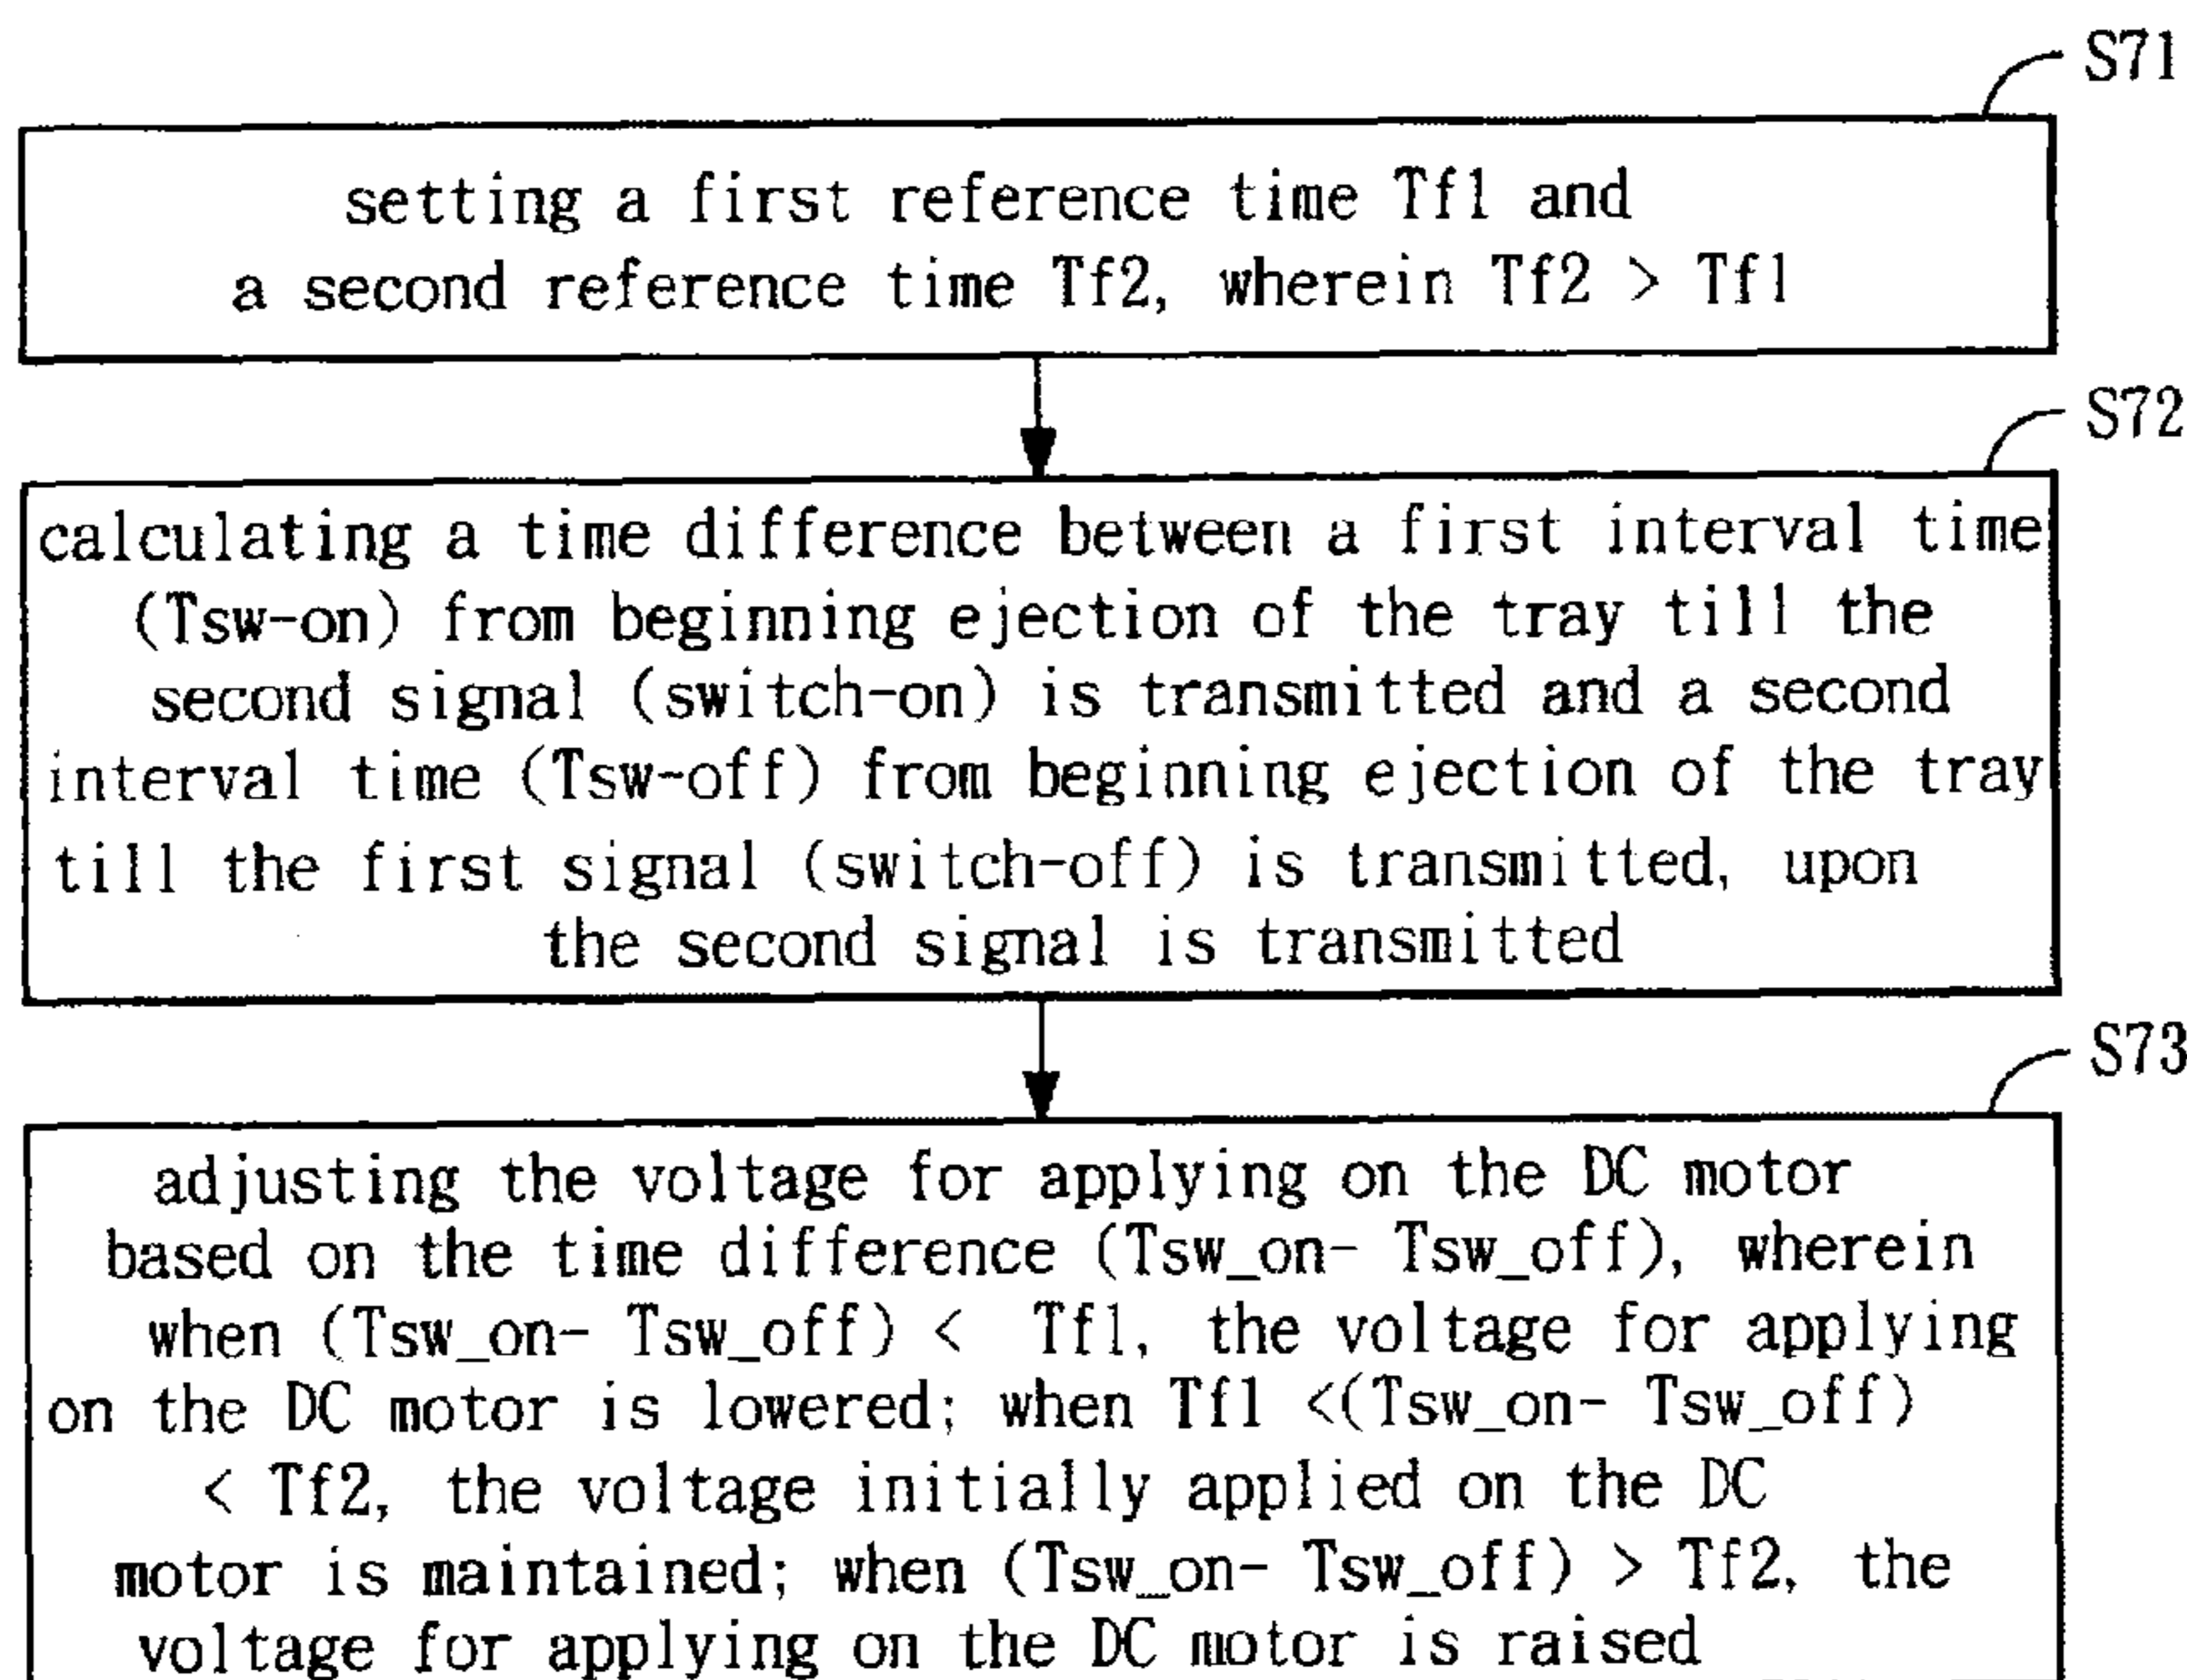 S71
setting a first reference time Tf1 and
a second reference time Tf2, wherein Tf2 > Tf1
S72
calculating a time difference between a first interval time
(Tsw-on) from beginning ejection of the tray till the
second signal (switch-on) is transmitted and a second
interval time (Tsw-off) from beginning ejection of the tray
till the first signal (switch-off) is transmitted, upon
the second signal is transmitted
S73
adjusting the voltage for applying on the DC motor
based on the time difference (Tsw_on- Tsw_off), wherein
when (Tsw_on- Tsw_off) < Tf1, the voltage for applying
on the DC motor is lowered; when Tf1 <(Tsw_on- Tsw_off)
< Tf2, the voltage initially applied on the DC
motor is maintained; when (Tsw_on- Tsw_off) > Tf2, the
voltage for applying on the DC motor is raised